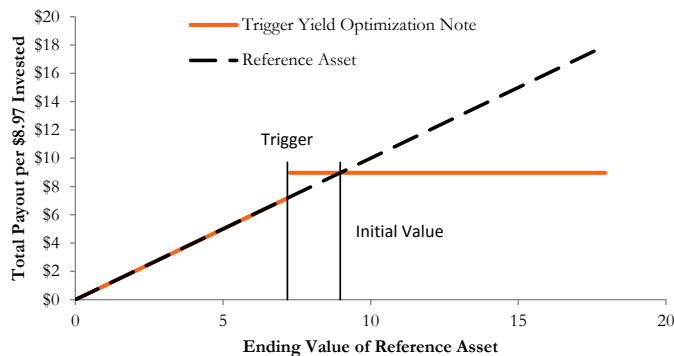 $20
$18
$16
$14
$12
$10
$8
$6
$4
$2
$0
Total Payout per $8.97 Invested
Trigger Yield Optimization Note
Reference Asset
Trigger
Initial Value
0
5
10
15
20
Ending Value of Reference Asset